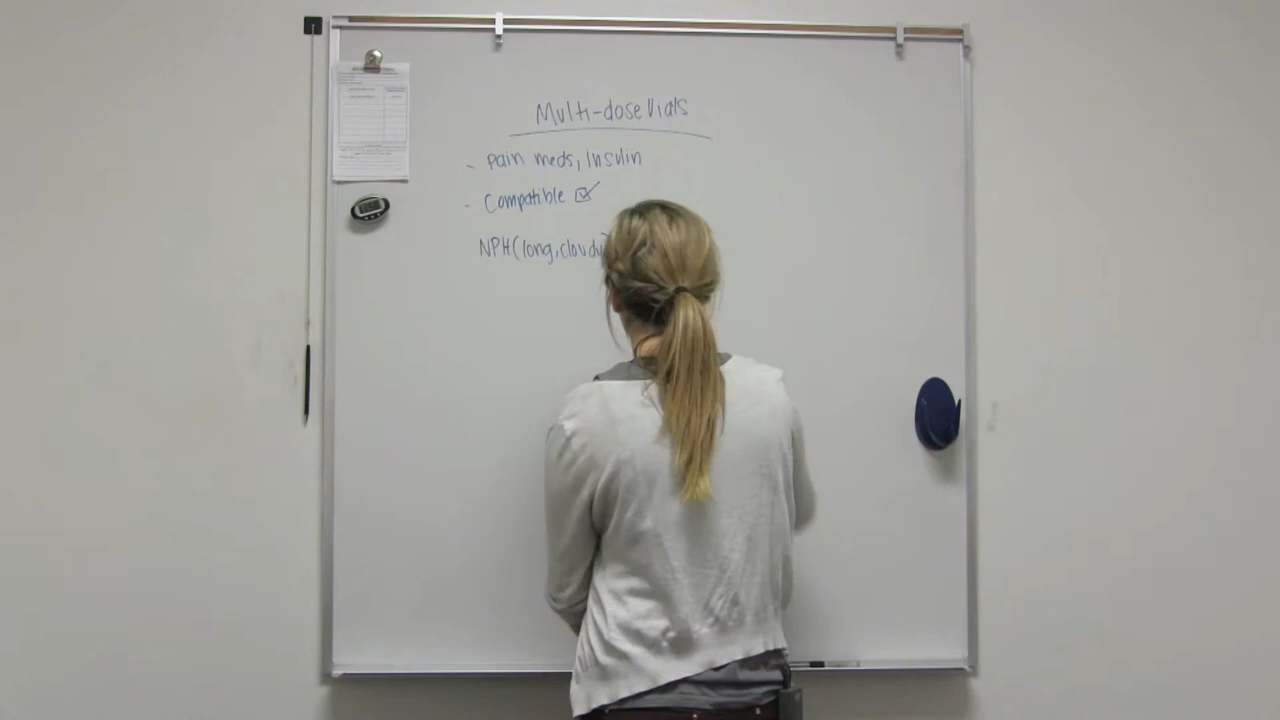 Multi-dose Vials
- pain meds, Insulin
- Compatible ☑
NPH(long, cloudy